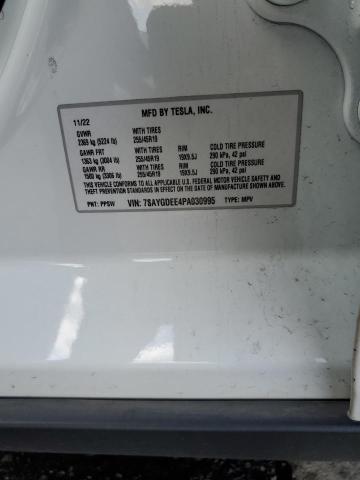 MFD BY TESLA, INC.
11/22
GVWR WITH TIRES
2365 kg (5224 lb) 255/45R19
GAWR FRT WITH TIRES RIM COLD TIRE PRESSURE
1363 kg (3004 lb) 255/45R19 19X9.5J 290 kPa, 42 psi
GAWR RR WITH TIRES RIM COLD TIRE PRESSURE
1500 kg (3306 lb) 255/45R19 19X9.5J 290 kPa, 42 psi
THIS VEHICLE CONFORMS TO ALL APPLICABLE U.S. FEDERAL MOTOR VEHICLE SAFETY AND
THEFT PREVENTION STANDARDS IN EFFECT ON THE DATE OF MANUFACTURE SHOWN ABOVE.
PNT: PPSW VIN: 7SAYGDEE4PA030995 TYPE: MPV